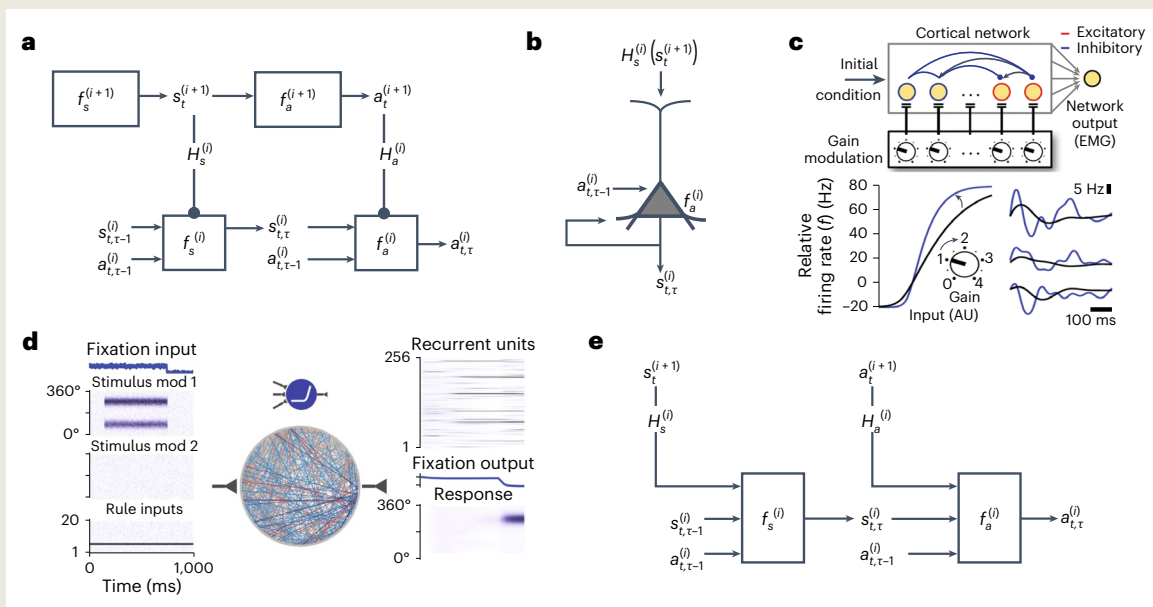 a
f_s^(i+1)
s_t^(i+1)
f_a^(i+1)
a_t^(i+1)
H_s^(i)
H_a^(i)
s_t,τ−1^(i)
a_t,τ−1^(i)
f_s^(i)
s_t,τ^(i)
a_t,τ−1^(i)
f_a^(i)
a_t,τ^(i)
b
H_s^(i) (s_t^(i+1))
a_t,τ−1^(i)
f_a^(i)
s_t,τ^(i)
c
Cortical network
Excitatory
Inhibitory
Initial
condition
...
Network
output
(EMG)
Gain
modulation
...
Relative
firing rate (f) (Hz)
80
60
40
20
0
−20
0
1
2
3
4
Gain
Input (AU)
5 Hz
100 ms
d
Fixation input
Stimulus mod 1
360°
0°
Stimulus mod 2
Rule inputs
20
1
0
1,000
Time (ms)
Recurrent units
256
1
Fixation output
Response
360°
0°
e
s_t^(i+1)
a_t^(i+1)
H_s^(i)
H_a^(i)
s_t,τ−1^(i)
a_t,τ−1^(i)
f_s^(i)
s_t,τ^(i)
a_t,τ−1^(i)
f_a^(i)
a_t,τ^(i)